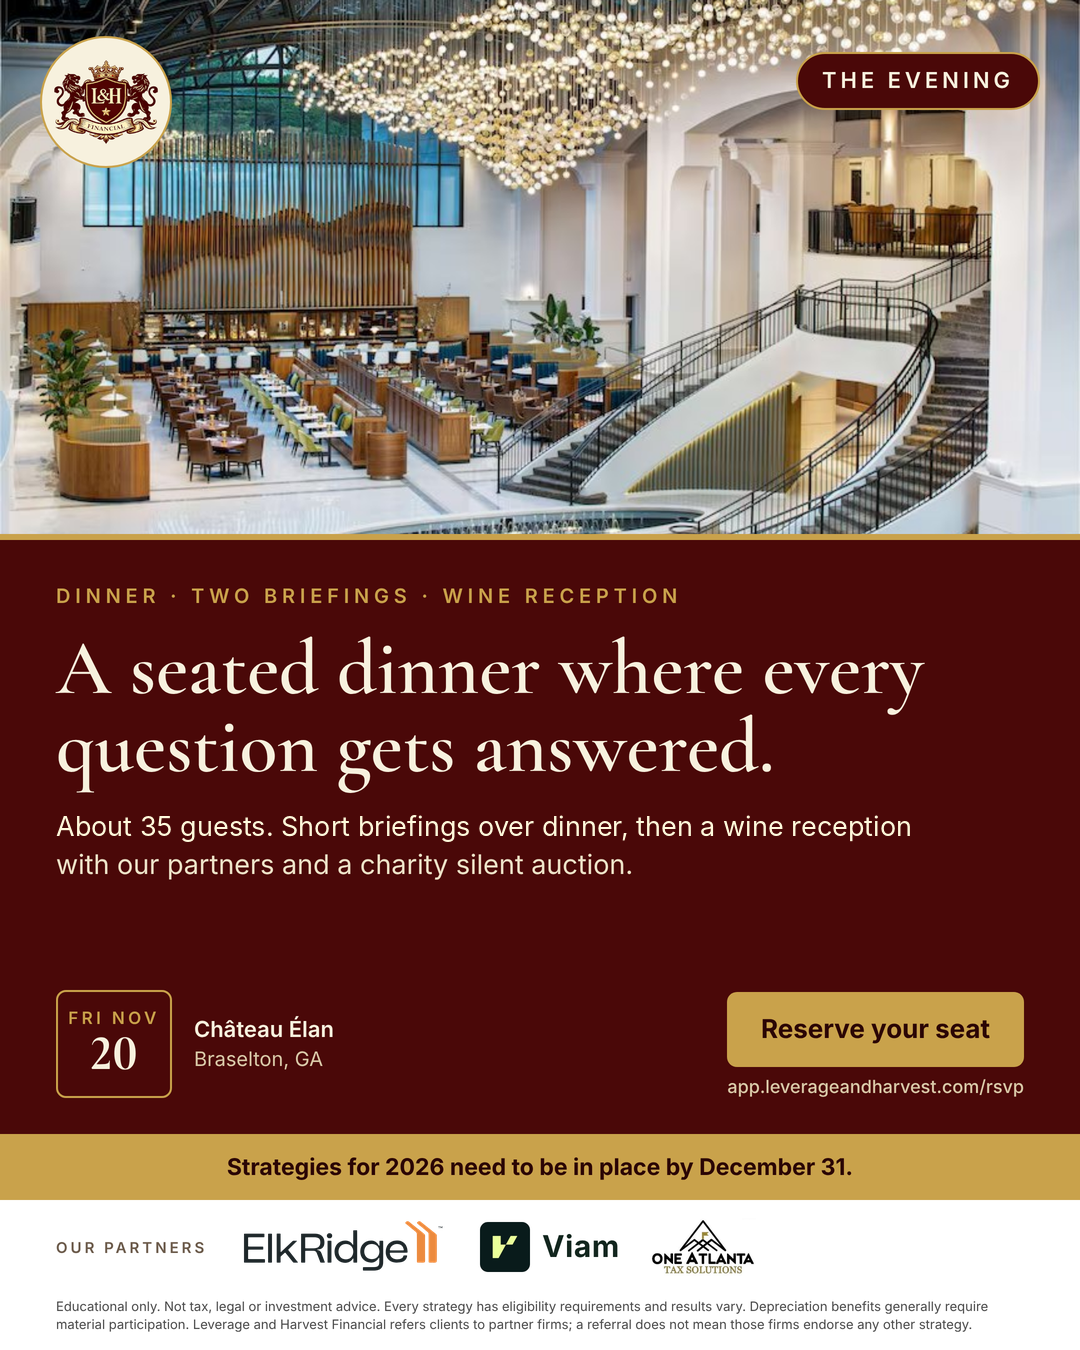 L&H
FINANCIAL
THE EVENING
DINNER · TWO BRIEFINGS · WINE RECEPTION
A seated dinner where every
question gets answered.
About 35 guests. Short briefings over dinner, then a wine reception
with our partners and a charity silent auction.
FRI NOV
20
Château Élan
Braselton, GA
Reserve your seat
app.leverageandharvest.com/rsvp
Strategies for 2026 need to be in place by December 31.
OUR PARTNERS
ElkRidge™
Viam
ONE ATLANTA
TAX SOLUTIONS
Educational only. Not tax, legal or investment advice. Every strategy has eligibility requirements and results vary. Depreciation benefits generally require
material participation. Leverage and Harvest Financial refers clients to partner firms; a referral does not mean those firms endorse any other strategy.